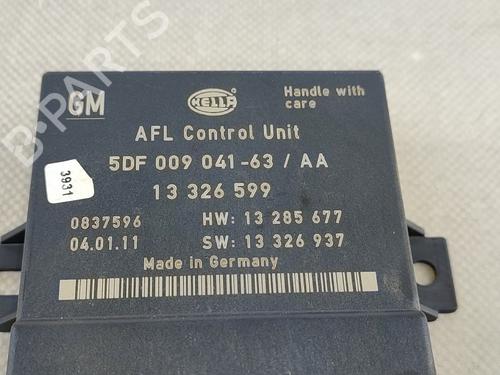 GM
HELLA
Handle with
care
AFL Control Unit
5DF 009 041-63 / AA
13 326 599
3931
0837596
HW: 13 285 677
04.01.11
SW: 13 326 937
Made in Germany
B-PARTS